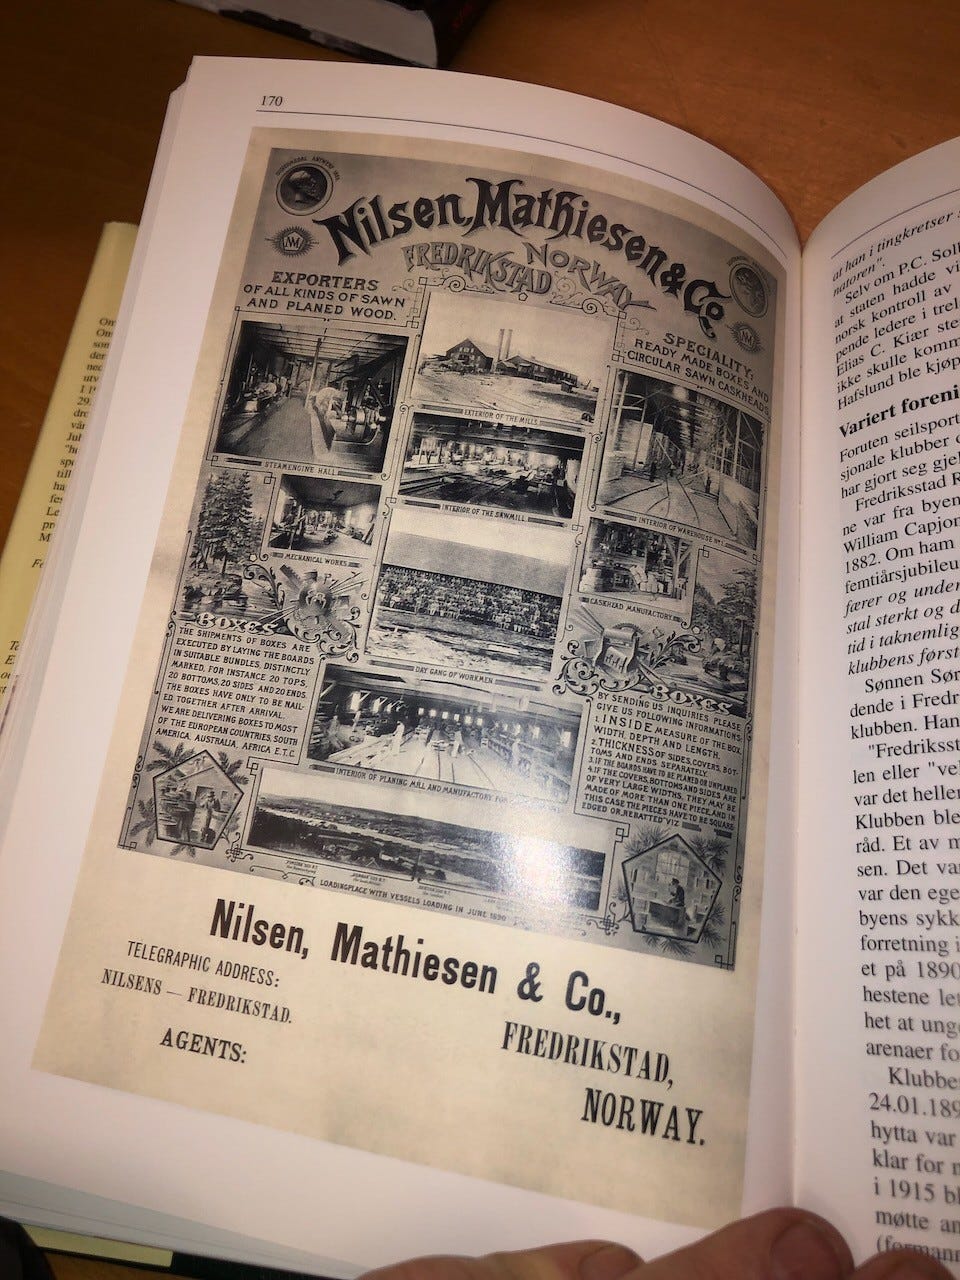 170
Nilsen, Mathiesen & Co.
FREDRIKSTAD
NORWAY
EXPORTERS
OF ALL KINDS OF SAWN
AND PLANED WOOD.
SPECIALITY:
READY MADE BOXES AND
CIRCULAR SAWN CASKHEADS
EXTERIOR OF THE MILLS.
STEAMENGINE HALL
INTERIOR OF THE SAWMILL
INTERIOR OF WAREHOUSE Nº 1.
MECHANICAL WORKS
CASKHEAD MANUFACTORY
BOXES
THE SHIPMENTS OF BOXES ARE
EXECUTED BY LAYING THE BOARDS
IN SUITABLE BUNDLES, DISTINCTLY
MARKED, FOR INSTANCE 20 TOPS,
20 BOTTOMS, 20 SIDES AND 20 ENDS.
THE BOXES HAVE ONLY TO BE NAIL-
ED TOGETHER AFTER ARRIVAL.
WE ARE DELIVERING BOXES TO MOST
OF THE EUROPEAN COUNTRIES, SOUTH
AMERICA, AUSTRALIA, AFRICA E.T.C.
DAY GANG OF WORKMEN
BOXES
BY SENDING US INQUIRIES PLEASE
GIVE US FOLLOWING INFORMATIONS:
1. INSIDE MEASURE OF THE BOX,
WIDTH, DEPTH AND LENGTH.
2. THICKNESS OF SIDES, COVERS, BOT-
TOMS AND ENDS SEPARATELY.
3. IF THE BOARDS HAVE TO BE PLANED OR UNPLANED
4. IF THE COVERS, BOTTOMS AND SIDES ARE
OF VERY LARGE WIDTHS, THEY MAY BE
MADE OF MORE THAN ONE PIECE, AND IN
THIS CASE THE PIECES HAVE TO BE SQUARE-
EDGED OR "REBATTED" VIZ
INTERIOR OF PLANING MILL AND MANUFACTORY FOR
LOADINGPLACE WITH VESSELS LOADING IN JUNE 1890
Nilsen, Mathiesen & Co.,
TELEGRAPHIC ADDRESS:
NILSENS — FREDRIKSTAD.
AGENTS:
FREDRIKSTAD,
NORWAY.
at han i tingkretser
natoren".
Selv om P.C. Soll
at staten hadde vi
norsk kontroll av
pende ledere i trel
Elias C. Kiær ste
ikke skulle komm
Hafslund ble kjøp
Variert foreni
Foruten seilsport
sjonale klubber
har gjort seg gjel
Fredriksstad R
ne var fra byen
William Capjon
1882. Om ham
femtiårsjubileu
færer og under
stal sterkt og d
tid i taknemlig
klubbens først
Sønnen Sør
dende i Fredr
klubben. Han
"Fredriksst
len eller "vel
var det heller
Klubben ble
råd. Et av m
sen. Det var
var den eger
byens sykk
forretning i
et på 1890
hestene let
het at unge
arenaer fo
Klubbe
24.01.189
hytta var
klar for n
i 1915 bl
møtte an
(formann